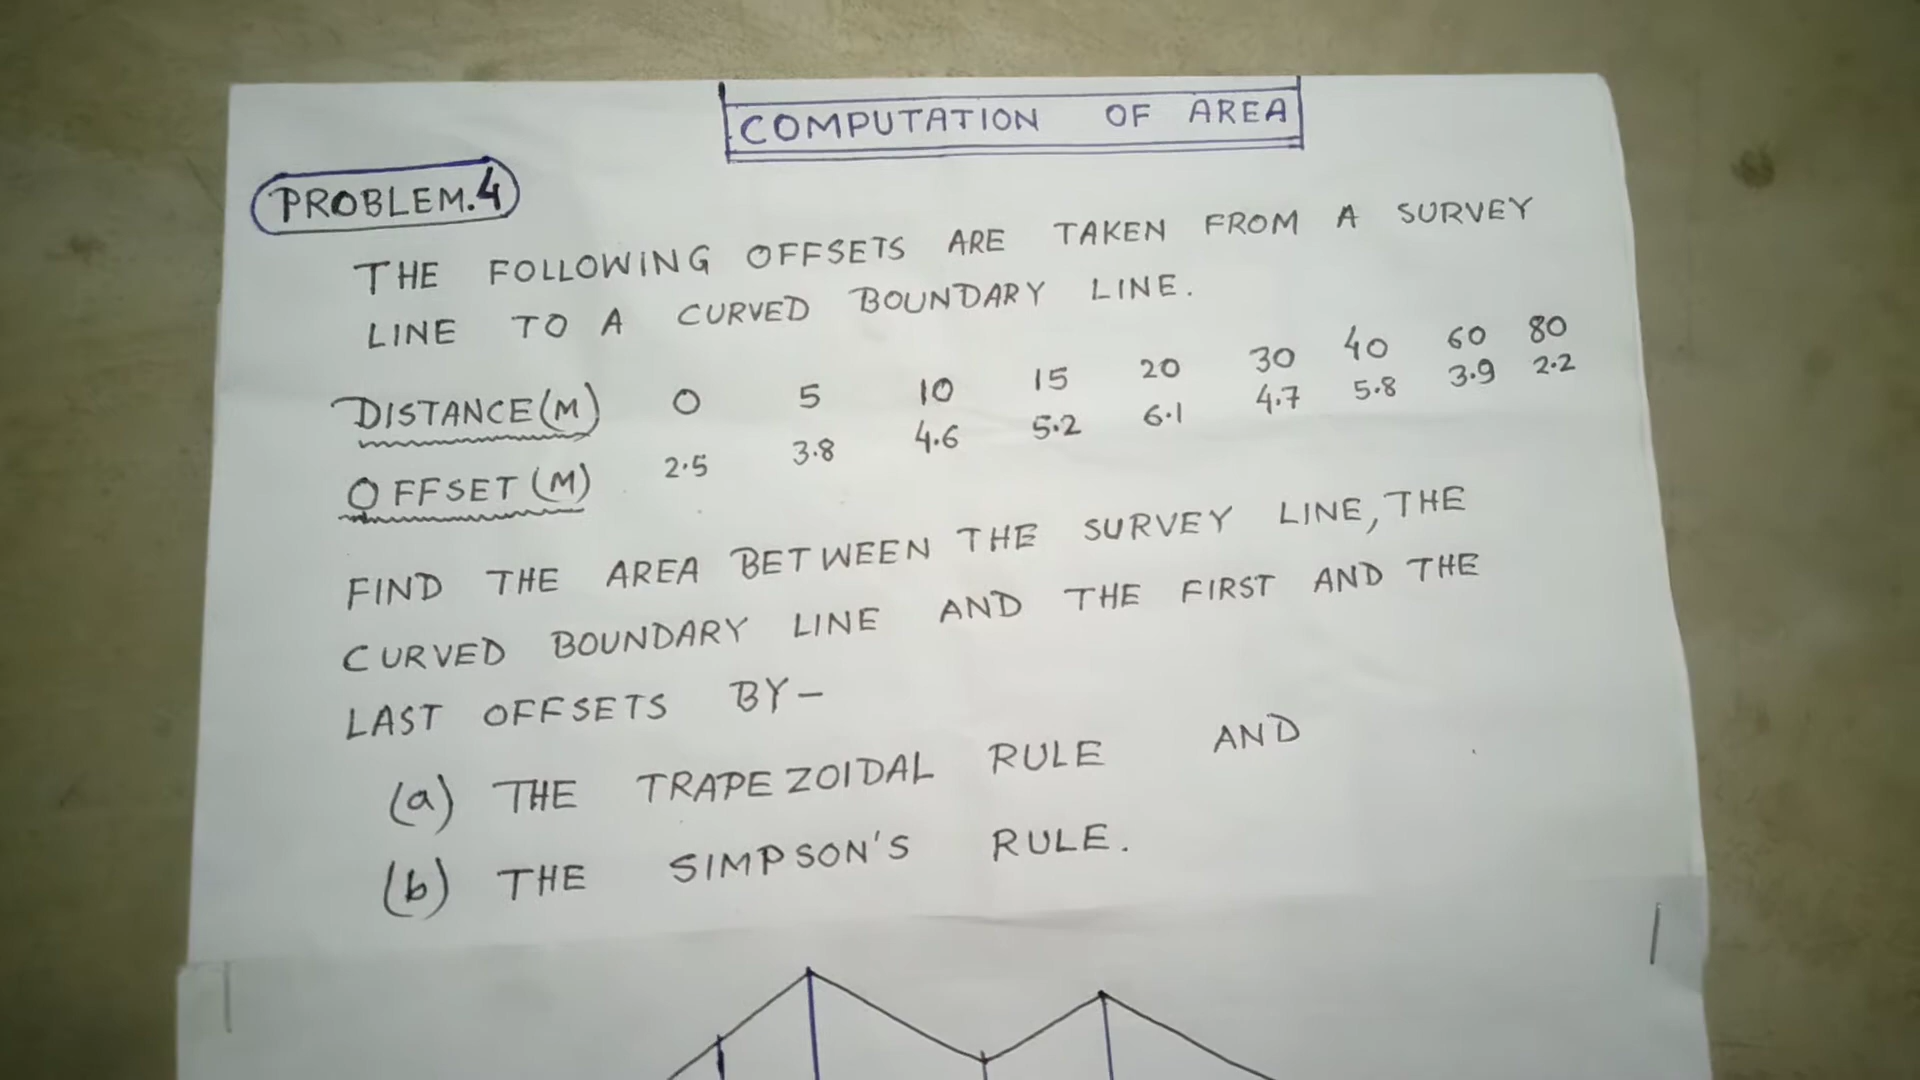 COMPUTATION OF AREA
PROBLEM.4
THE FOLLOWING OFFSETS ARE TAKEN FROM A SURVEY
LINE TO A CURVED BOUNDARY LINE.
DISTANCE(M) 0 5 10 15 20 30 40 60 80
OFFSET(M) 2.5 3.8 4.6 5.2 6.1 4.7 5.8 3.9 2.2
FIND THE AREA BETWEEN THE SURVEY LINE, THE
CURVED BOUNDARY LINE AND THE FIRST AND THE
LAST OFFSETS BY-
(a) THE TRAPEZOIDAL RULE AND
(b) THE SIMPSON'S RULE.